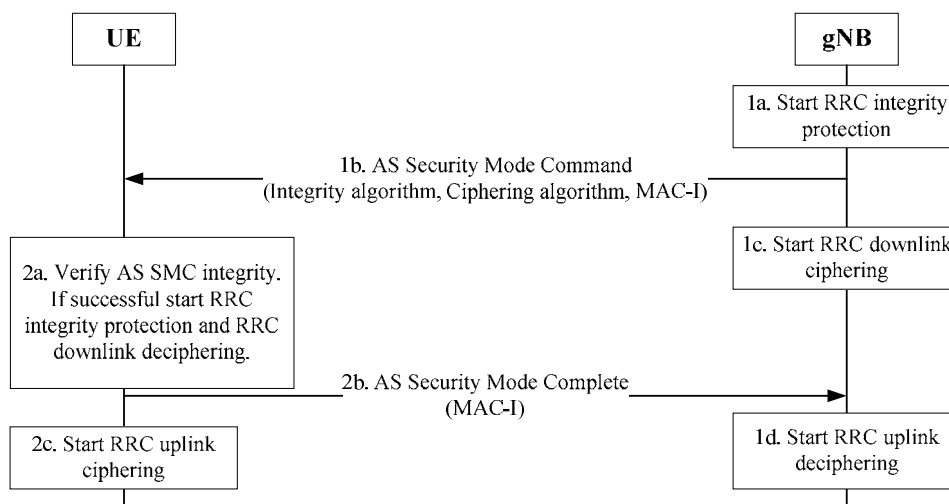 UE
gNB
1a. Start RRC integrity
protection
1b. AS Security Mode Command
(Integrity algorithm, Ciphering algorithm, MAC-I)
1c. Start RRC downlink
ciphering
2a. Verify AS SMC integrity.
If successful start RRC
integrity protection and RRC
downlink deciphering.
2b. AS Security Mode Complete
(MAC-I)
2c. Start RRC uplink
ciphering
1d. Start RRC uplink
deciphering